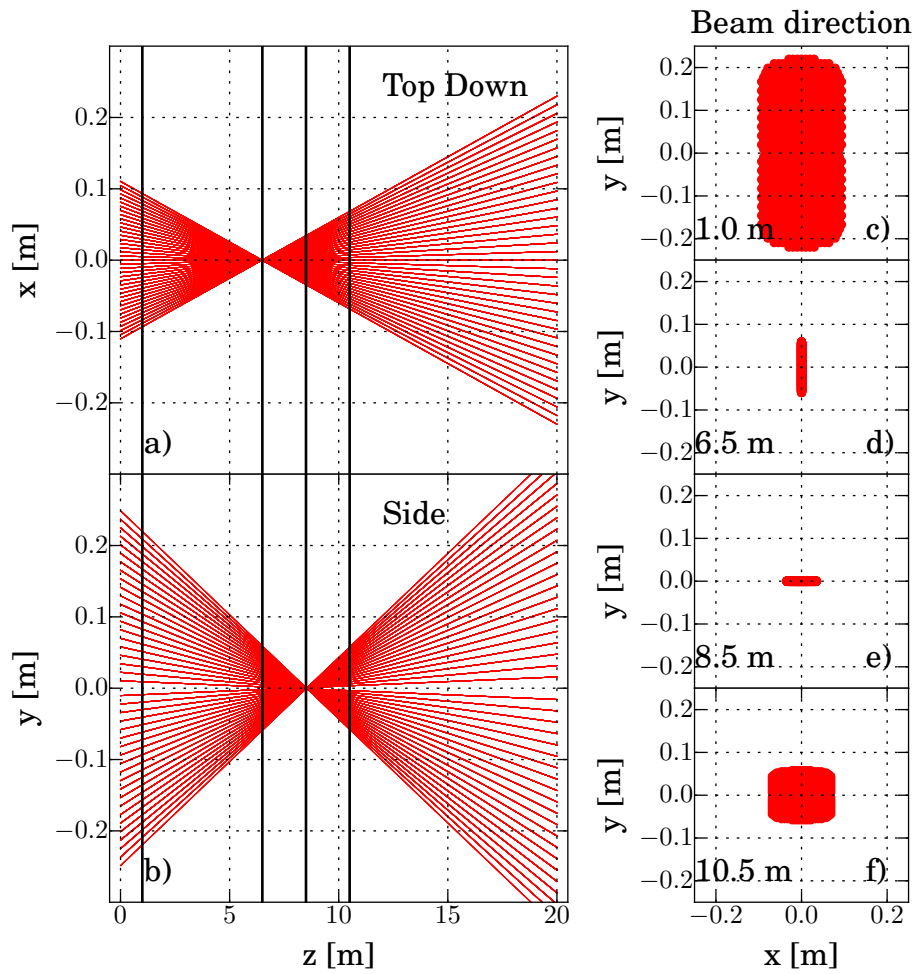 Beam direction
Top Down
x [m]
0.2
0.1
0.0
−0.1
−0.2
a)
Side
y [m]
0.2
0.1
0.0
−0.1
−0.2
b)
0
5
10
15
20
z [m]
y [m]
0.2
0.1
0.0
−0.1
−0.2
1.0 m
c)
y [m]
0.2
0.1
0.0
−0.1
−0.2
6.5 m
d)
y [m]
0.2
0.1
0.0
−0.1
−0.2
8.5 m
e)
y [m]
0.2
0.1
0.0
−0.1
−0.2
10.5 m
f)
−0.2
0.0
0.2
x [m]